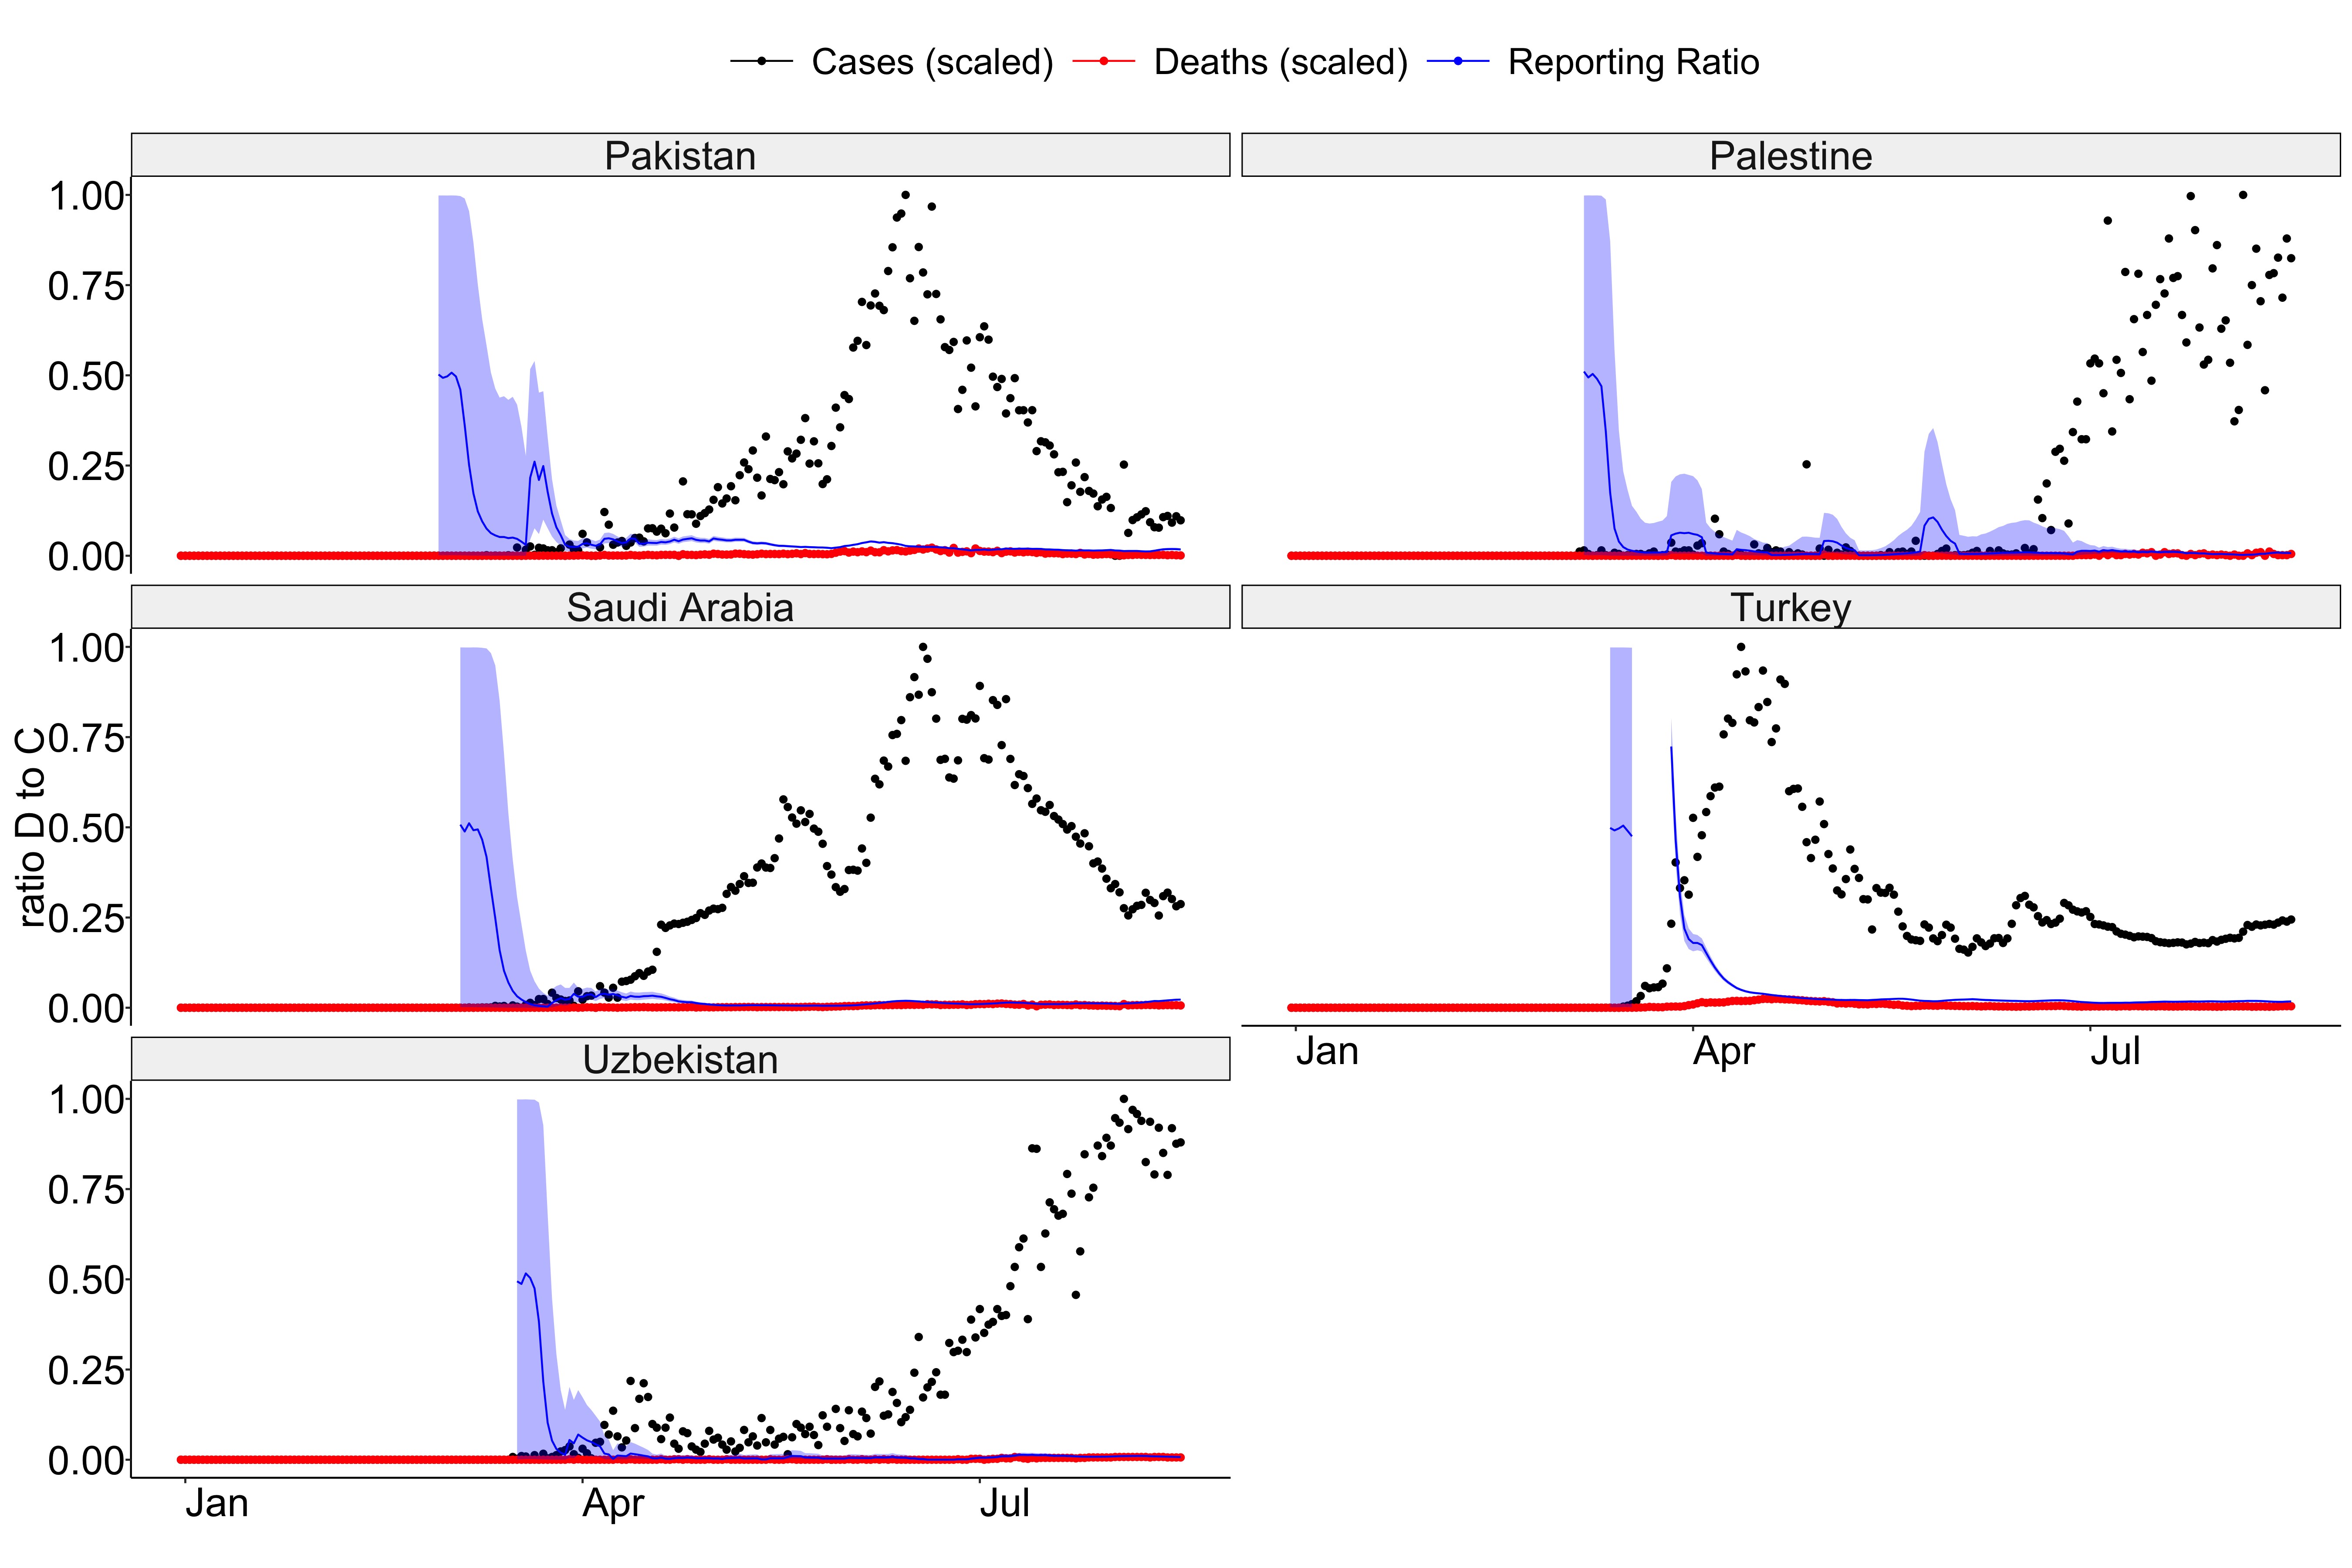 Cases (scaled) Deaths (scaled) Reporting Ratio
Pakistan Palestine
1.00
0.75
0.50
0.25
0.00
Saudi Arabia Turkey
1.00
0.75
0.50
0.25
0.00
ratio D to C
Jan Apr Jul
Uzbekistan
1.00
0.75
0.50
0.25
0.00
Jan Apr Jul